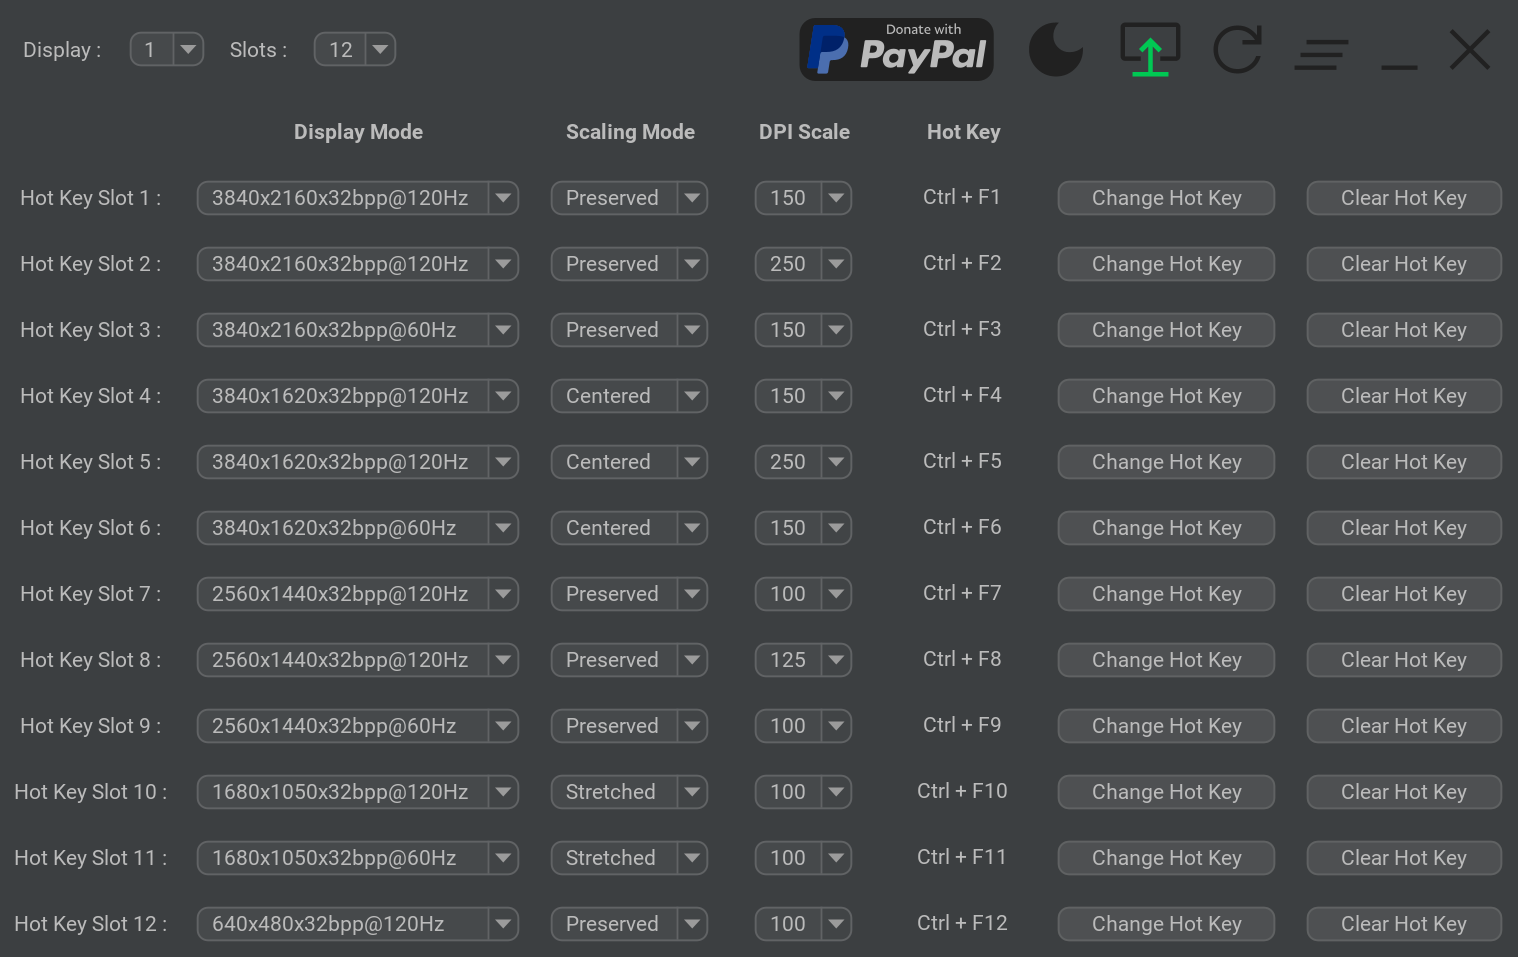 Display : 1 Slots : 12 Donate with PayPal
Display Mode Scaling Mode DPI Scale Hot Key
Hot Key Slot 1 : 3840x2160x32bpp@120Hz Preserved 150 Ctrl + F1 Change Hot Key Clear Hot Key
Hot Key Slot 2 : 3840x2160x32bpp@120Hz Preserved 250 Ctrl + F2 Change Hot Key Clear Hot Key
Hot Key Slot 3 : 3840x2160x32bpp@60Hz Preserved 150 Ctrl + F3 Change Hot Key Clear Hot Key
Hot Key Slot 4 : 3840x1620x32bpp@120Hz Centered 150 Ctrl + F4 Change Hot Key Clear Hot Key
Hot Key Slot 5 : 3840x1620x32bpp@120Hz Centered 250 Ctrl + F5 Change Hot Key Clear Hot Key
Hot Key Slot 6 : 3840x1620x32bpp@60Hz Centered 150 Ctrl + F6 Change Hot Key Clear Hot Key
Hot Key Slot 7 : 2560x1440x32bpp@120Hz Preserved 100 Ctrl + F7 Change Hot Key Clear Hot Key
Hot Key Slot 8 : 2560x1440x32bpp@120Hz Preserved 125 Ctrl + F8 Change Hot Key Clear Hot Key
Hot Key Slot 9 : 2560x1440x32bpp@60Hz Preserved 100 Ctrl + F9 Change Hot Key Clear Hot Key
Hot Key Slot 10 : 1680x1050x32bpp@120Hz Stretched 100 Ctrl + F10 Change Hot Key Clear Hot Key
Hot Key Slot 11 : 1680x1050x32bpp@60Hz Stretched 100 Ctrl + F11 Change Hot Key Clear Hot Key
Hot Key Slot 12 : 640x480x32bpp@120Hz Preserved 100 Ctrl + F12 Change Hot Key Clear Hot Key